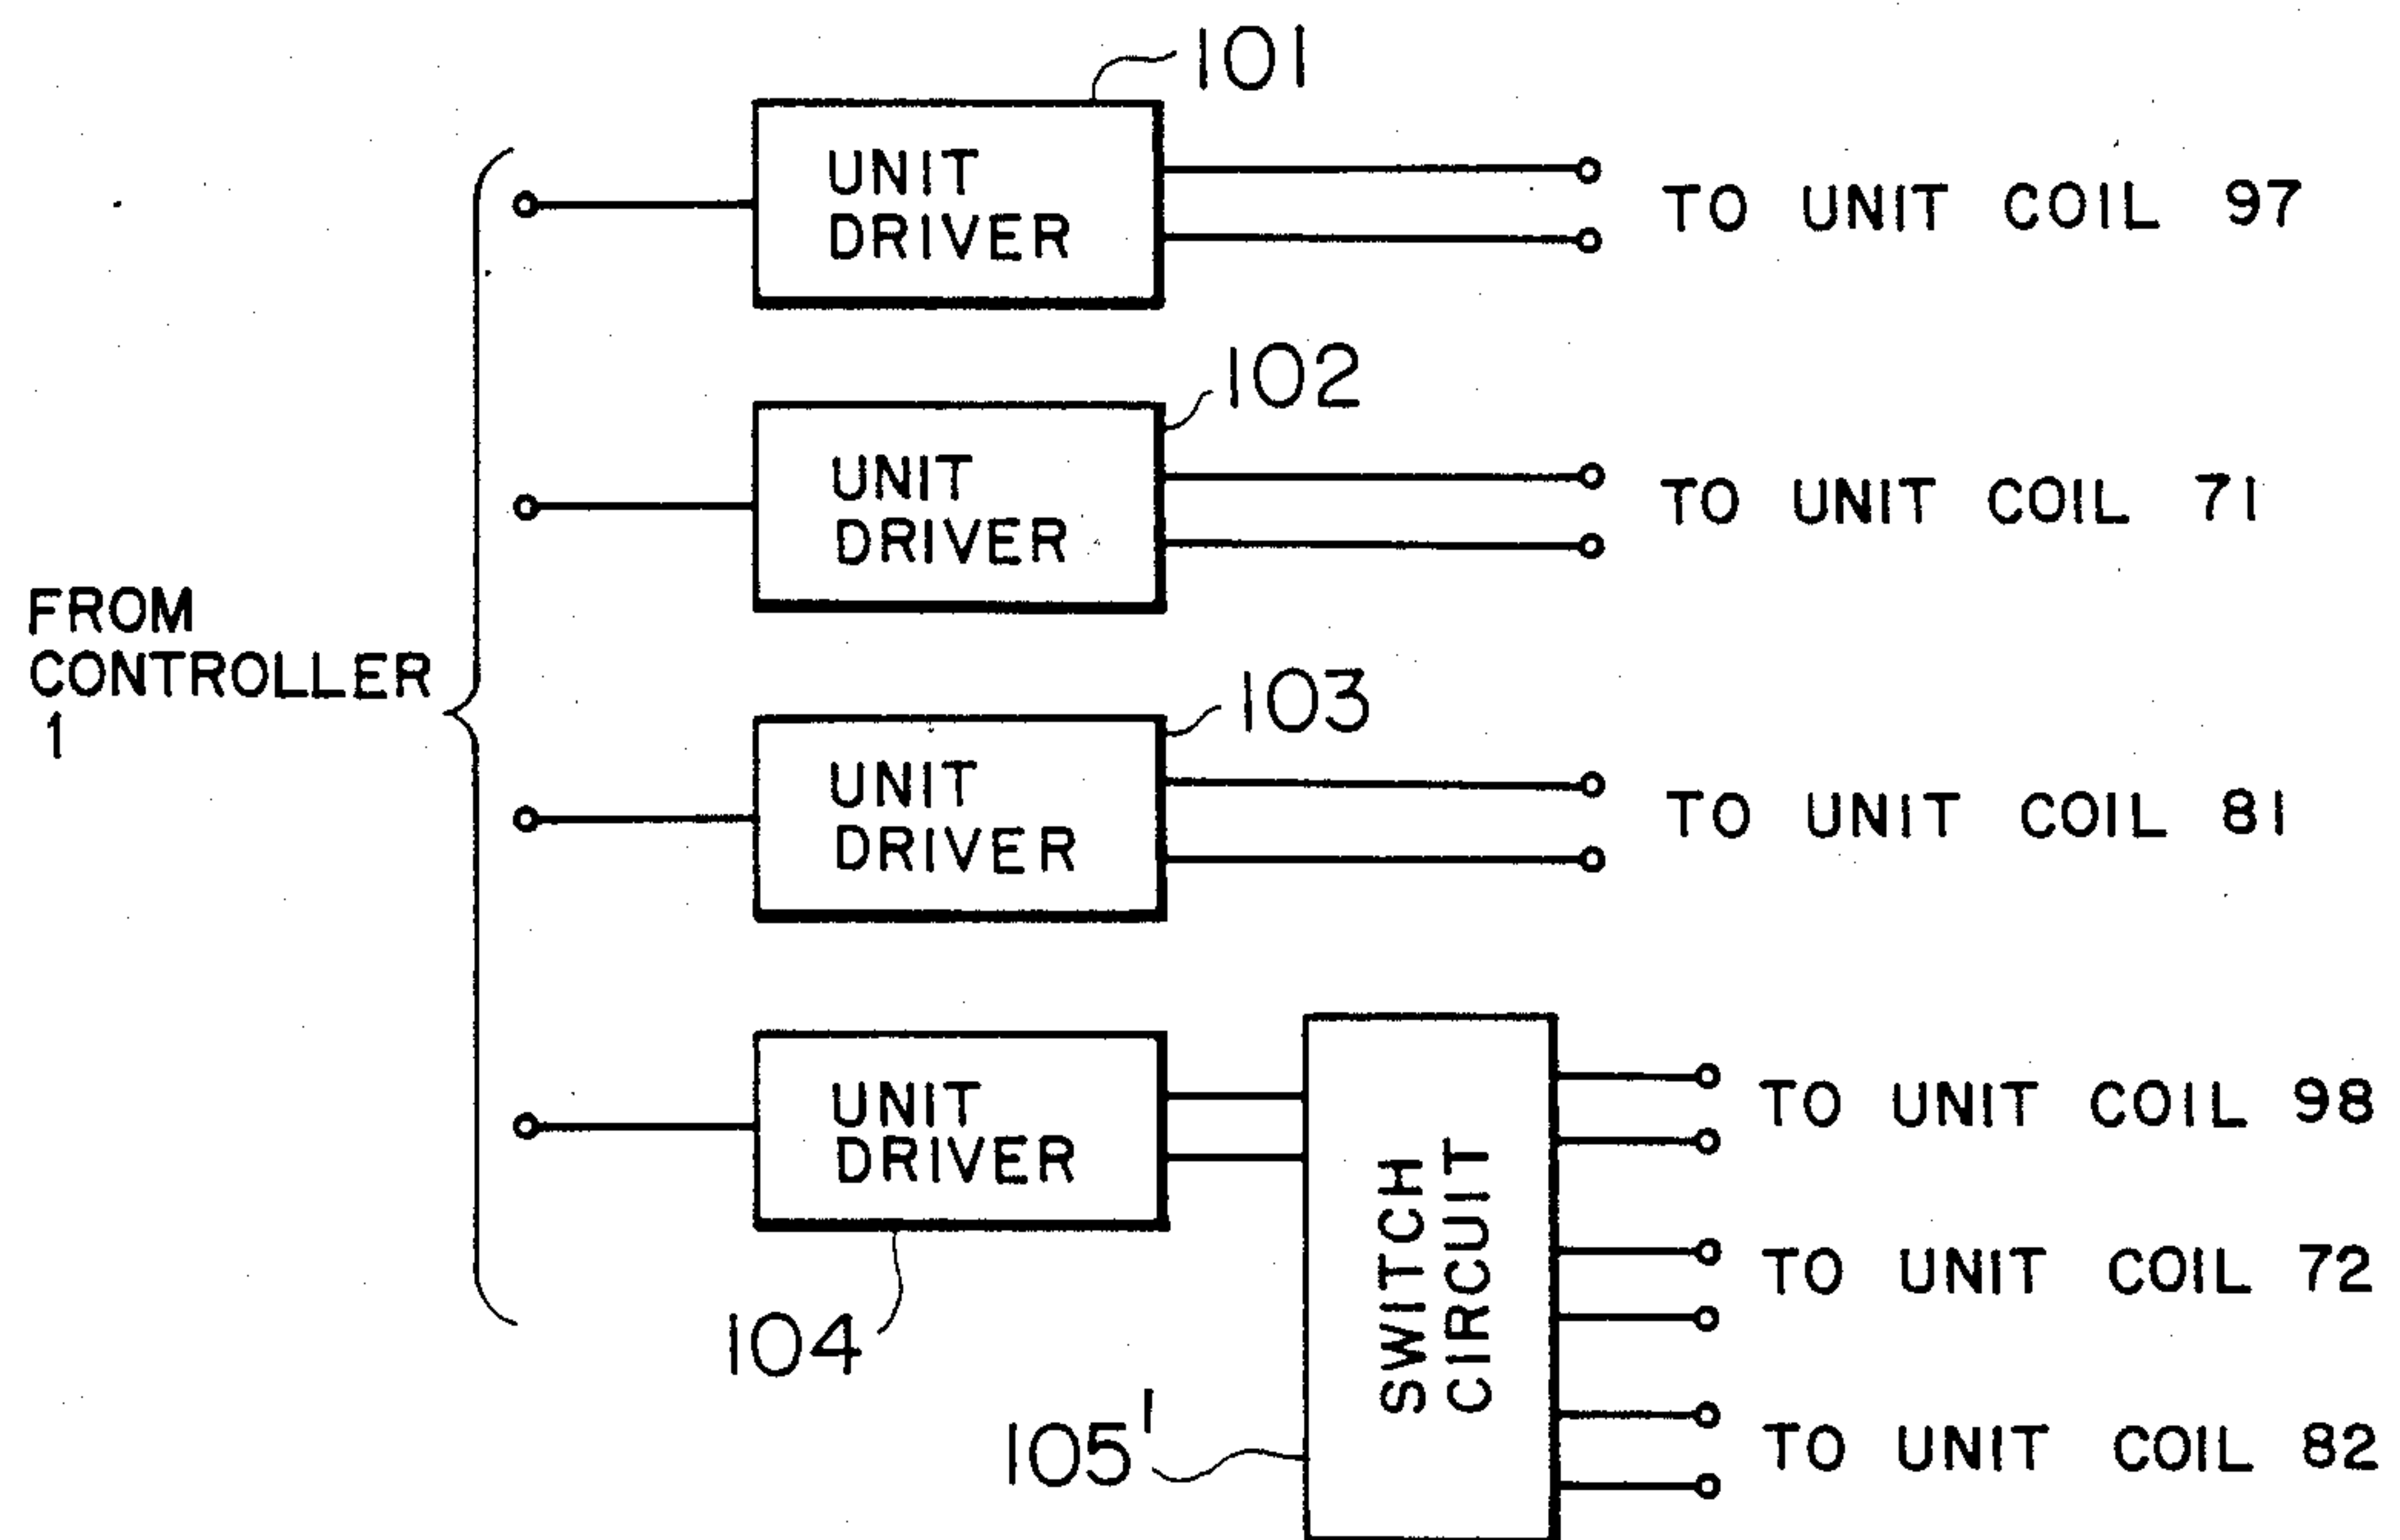 101
UNIT
DRIVER
TO UNIT COIL 97
102
UNIT
DRIVER
TO UNIT COIL 71
FROM
CONTROLLER
1
103
UNIT
DRIVER
TO UNIT COIL 81
UNIT
DRIVER
104
SWITCH
CIRCUIT
105'
TO UNIT COIL 98
TO UNIT COIL 72
TO UNIT COIL 82